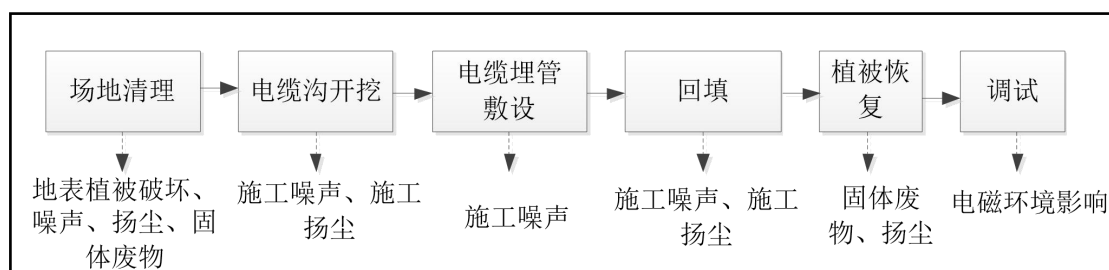 场地清理
电缆沟开挖
电缆埋管
敷设
回填
植被恢
复
调试
地表植被破坏、
噪声、扬尘、固
体废物
施工噪声、施工
扬尘
施工噪声
施工噪声、施工
扬尘
固体废
物、扬尘
电磁环境影响